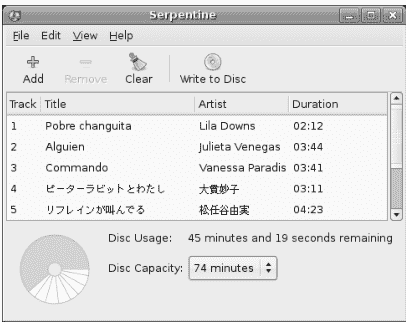 Serpentine
File Edit View Help
Add Remove Clear Write to Disc
Track Title Artist Duration
1 Pobre changuita Lila Downs 02:12
2 Alguien Julieta Venegas 03:44
3 Commando Vanessa Paradis 03:41
4 ピーターラビットとわたし 大貫妙子 03:11
5 リフレインが叫んでる 松任谷由実 04:23
Disc Usage: 45 minutes and 19 seconds remaining
Disc Capacity: 74 minutes